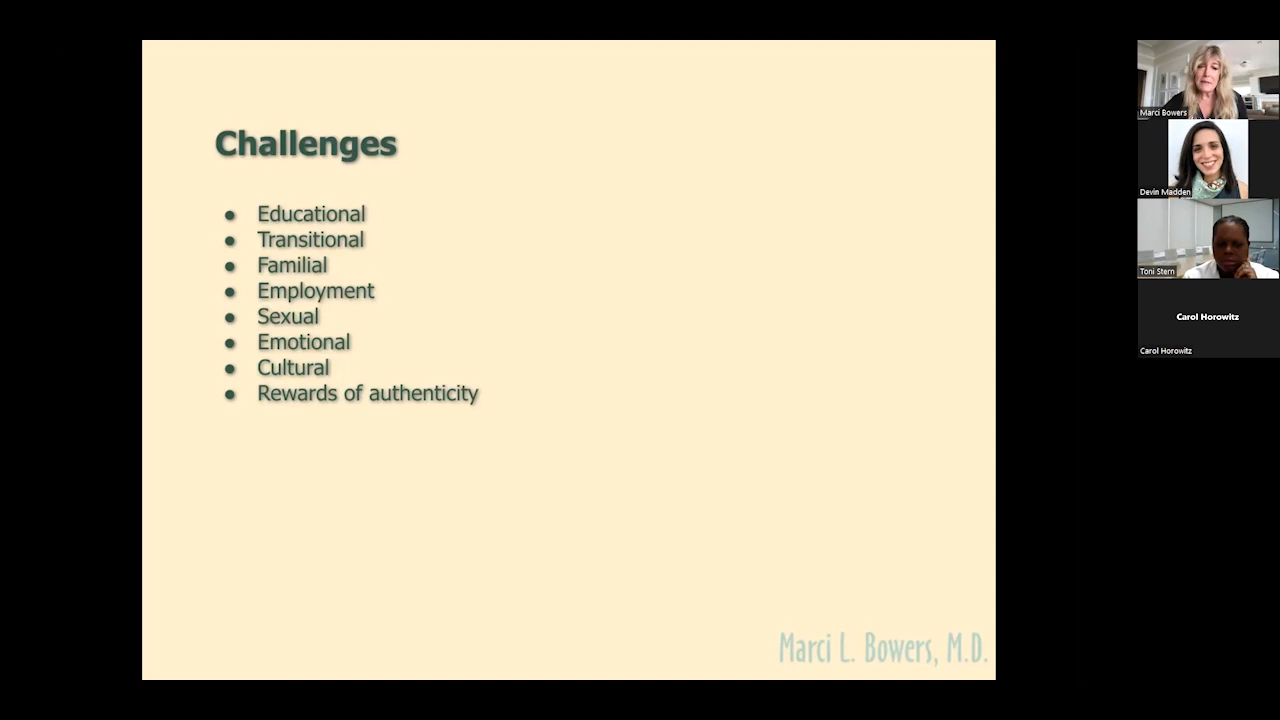 Challenges
● Educational
● Transitional
● Familial
● Employment
● Sexual
● Emotional
● Cultural
● Rewards of authenticity
Marci L. Bowers, M.D.
Marci Bowers
Devin Madden
Toni Stern
Carol Horowitz
Carol Horowitz